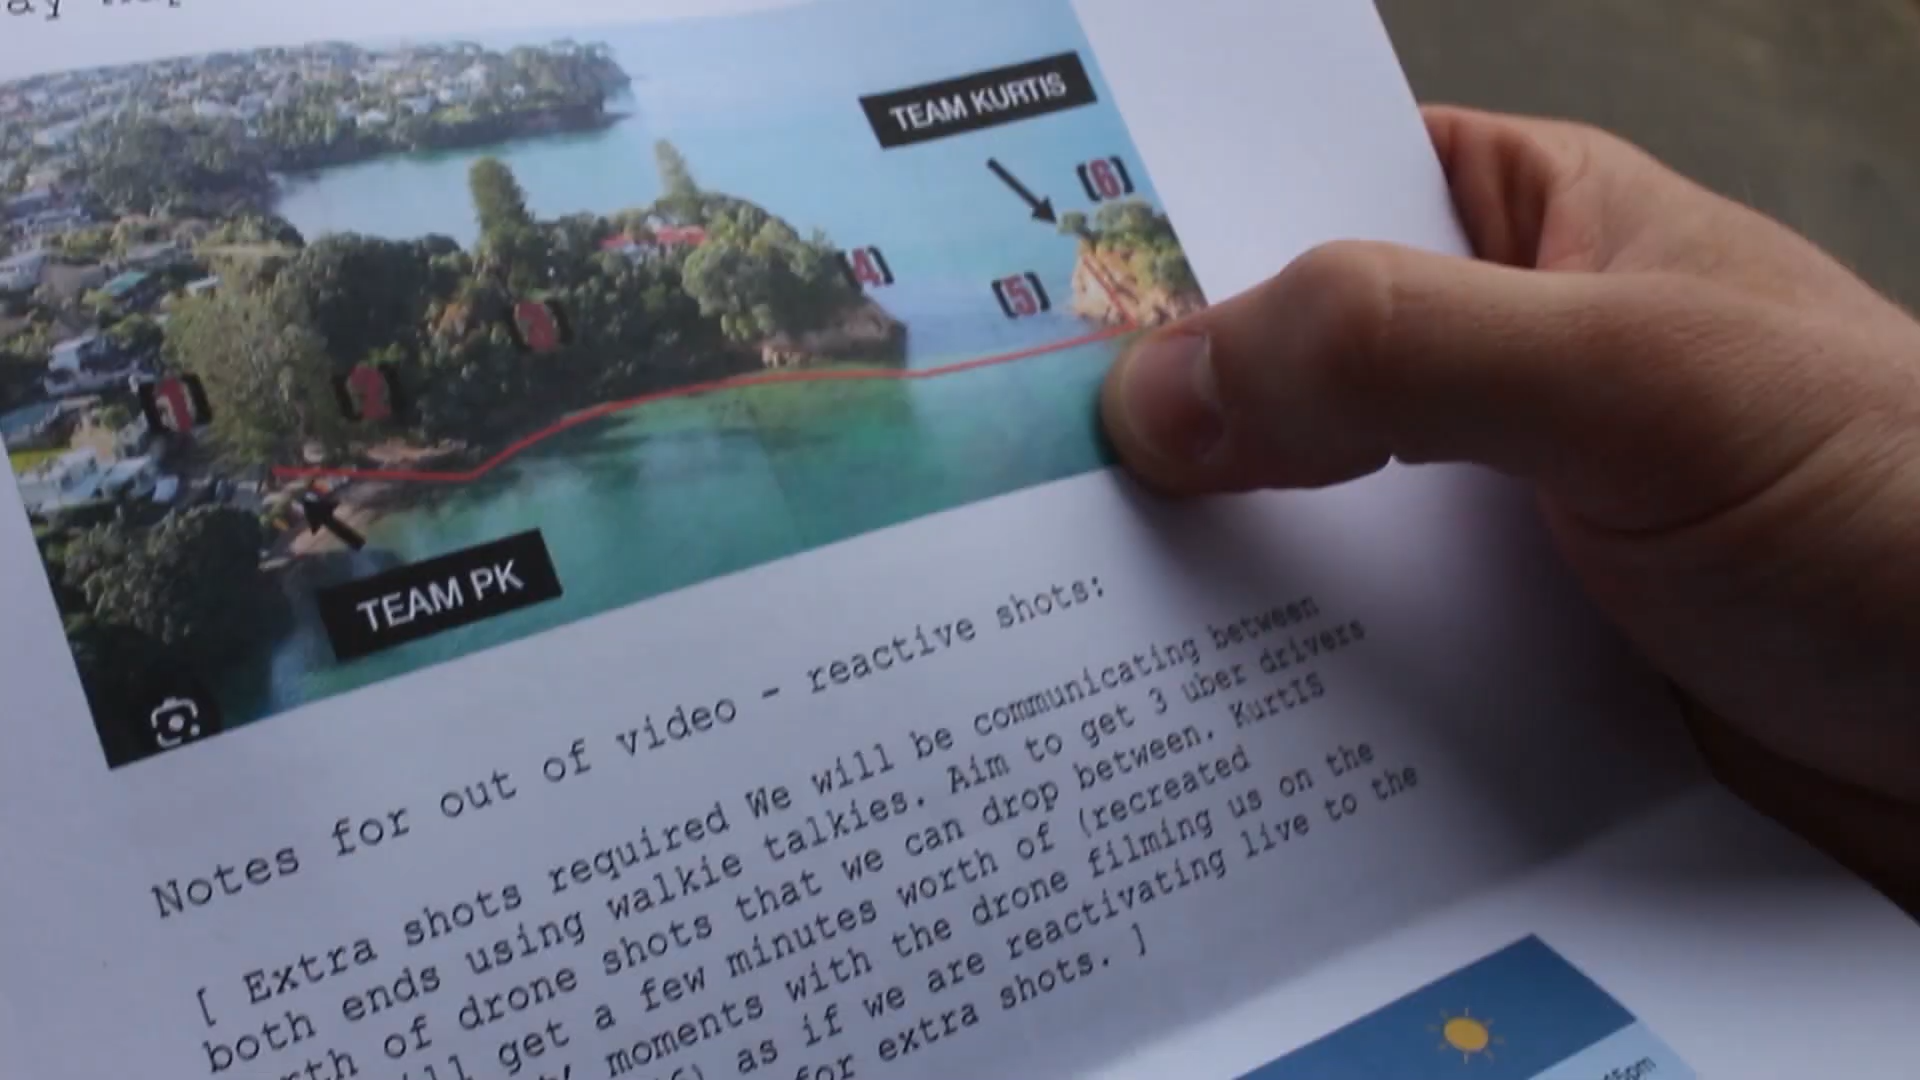 TEAM KURTIS
(6)
(4)
(5)
3
(1)
2
TEAM PK
Notes for out of video - reactive shots:
[ Extra shots required We will be communicating between
both ends using walkie talkies. Aim to get 3 uber drivers
of drone shots that we can drop between. KurtIS
get a few minutes worth of (recreated
moments with the drone filming us on the
as if we are reactivating live to the
for extra shots. ]